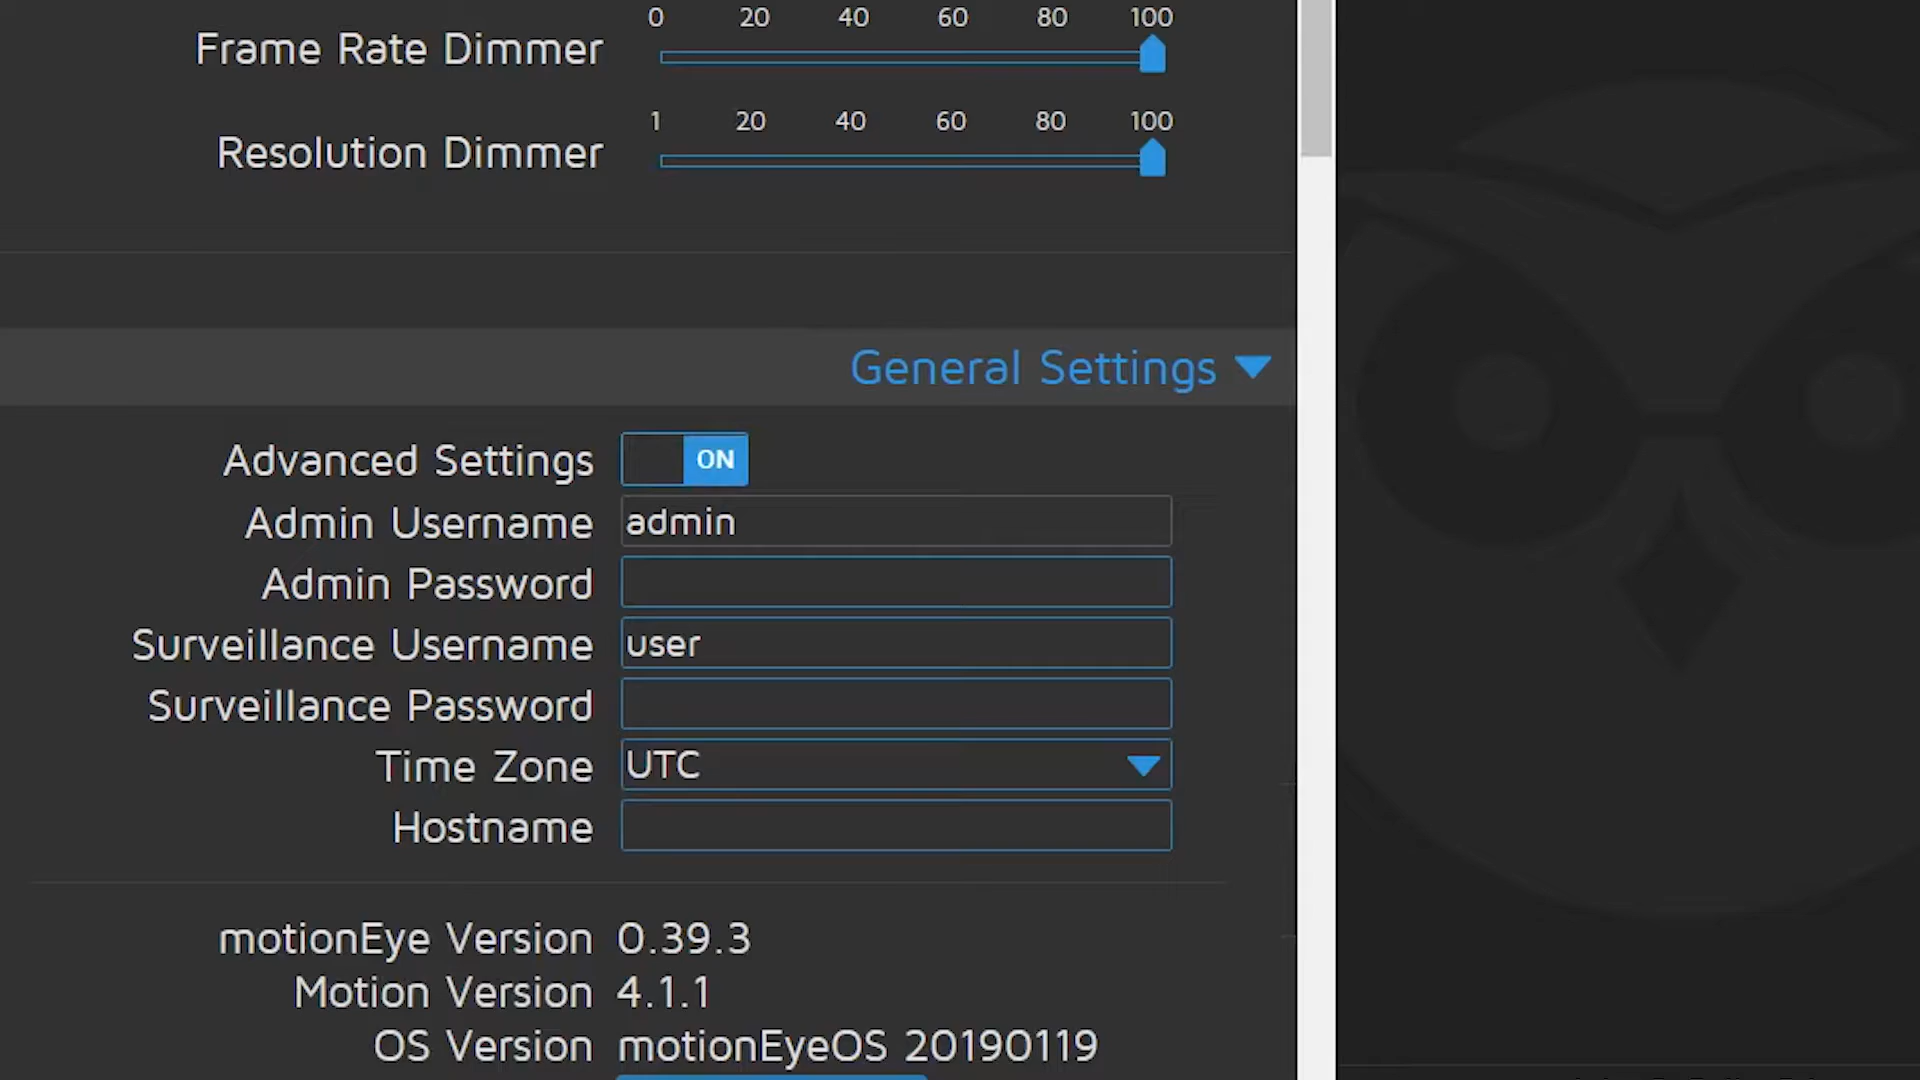 0 20 40 60 80 100
Frame Rate Dimmer
1 20 40 60 80 100
Resolution Dimmer
General Settings
Advanced Settings ON
Admin Username admin
Admin Password
Surveillance Username user
Surveillance Password
Time Zone UTC
Hostname
motionEye Version 0.39.3
Motion Version 4.1.1
OS Version motionEyeOS 20190119